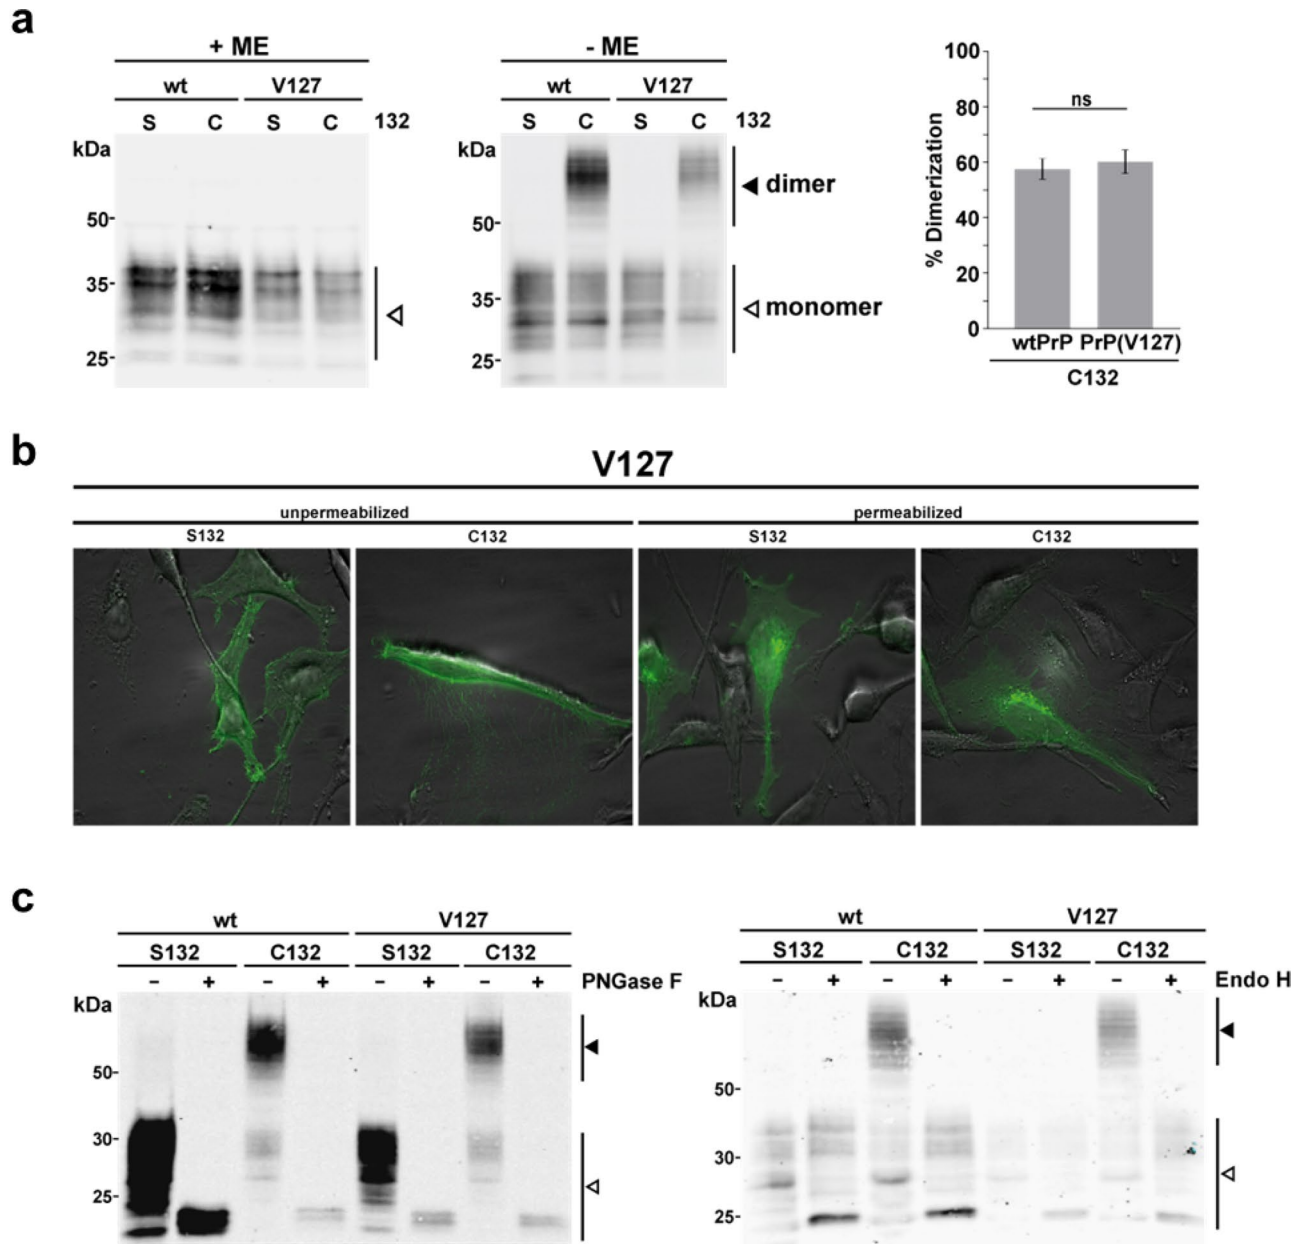 a
+ ME
- ME
wt V127
wt V127
S C S C 132
S C S C 132
kDa
50-
35-
25-
kDa
50-
35-
25-
dimer
monomer
100
80
60
40
20
0
% Dimerization
ns
wtPrP PrP(V127)
C132
b
V127
unpermeabilized permeabilized
S132 C132 S132 C132
c
wt V127
S132 C132 S132 C132
- + - + - + - + PNGase F
kDa
50-
30-
25-
wt V127
S132 C132 S132 C132
- + - + - + - + Endo H
kDa
50-
30-
25-